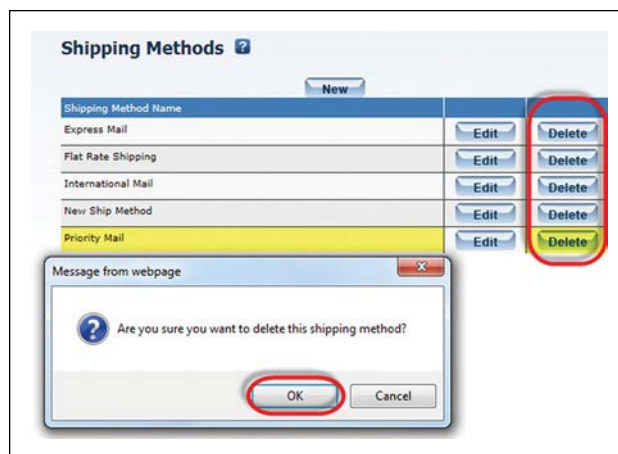 Shipping Methods ?
New
Shipping Method Name
Express Mail Edit Delete
Flat Rate Shipping Edit Delete
International Mail Edit Delete
New Ship Method Edit Delete
Priority Mail Edit Delete
Message from webpage
Are you sure you want to delete this shipping method?
OK Cancel